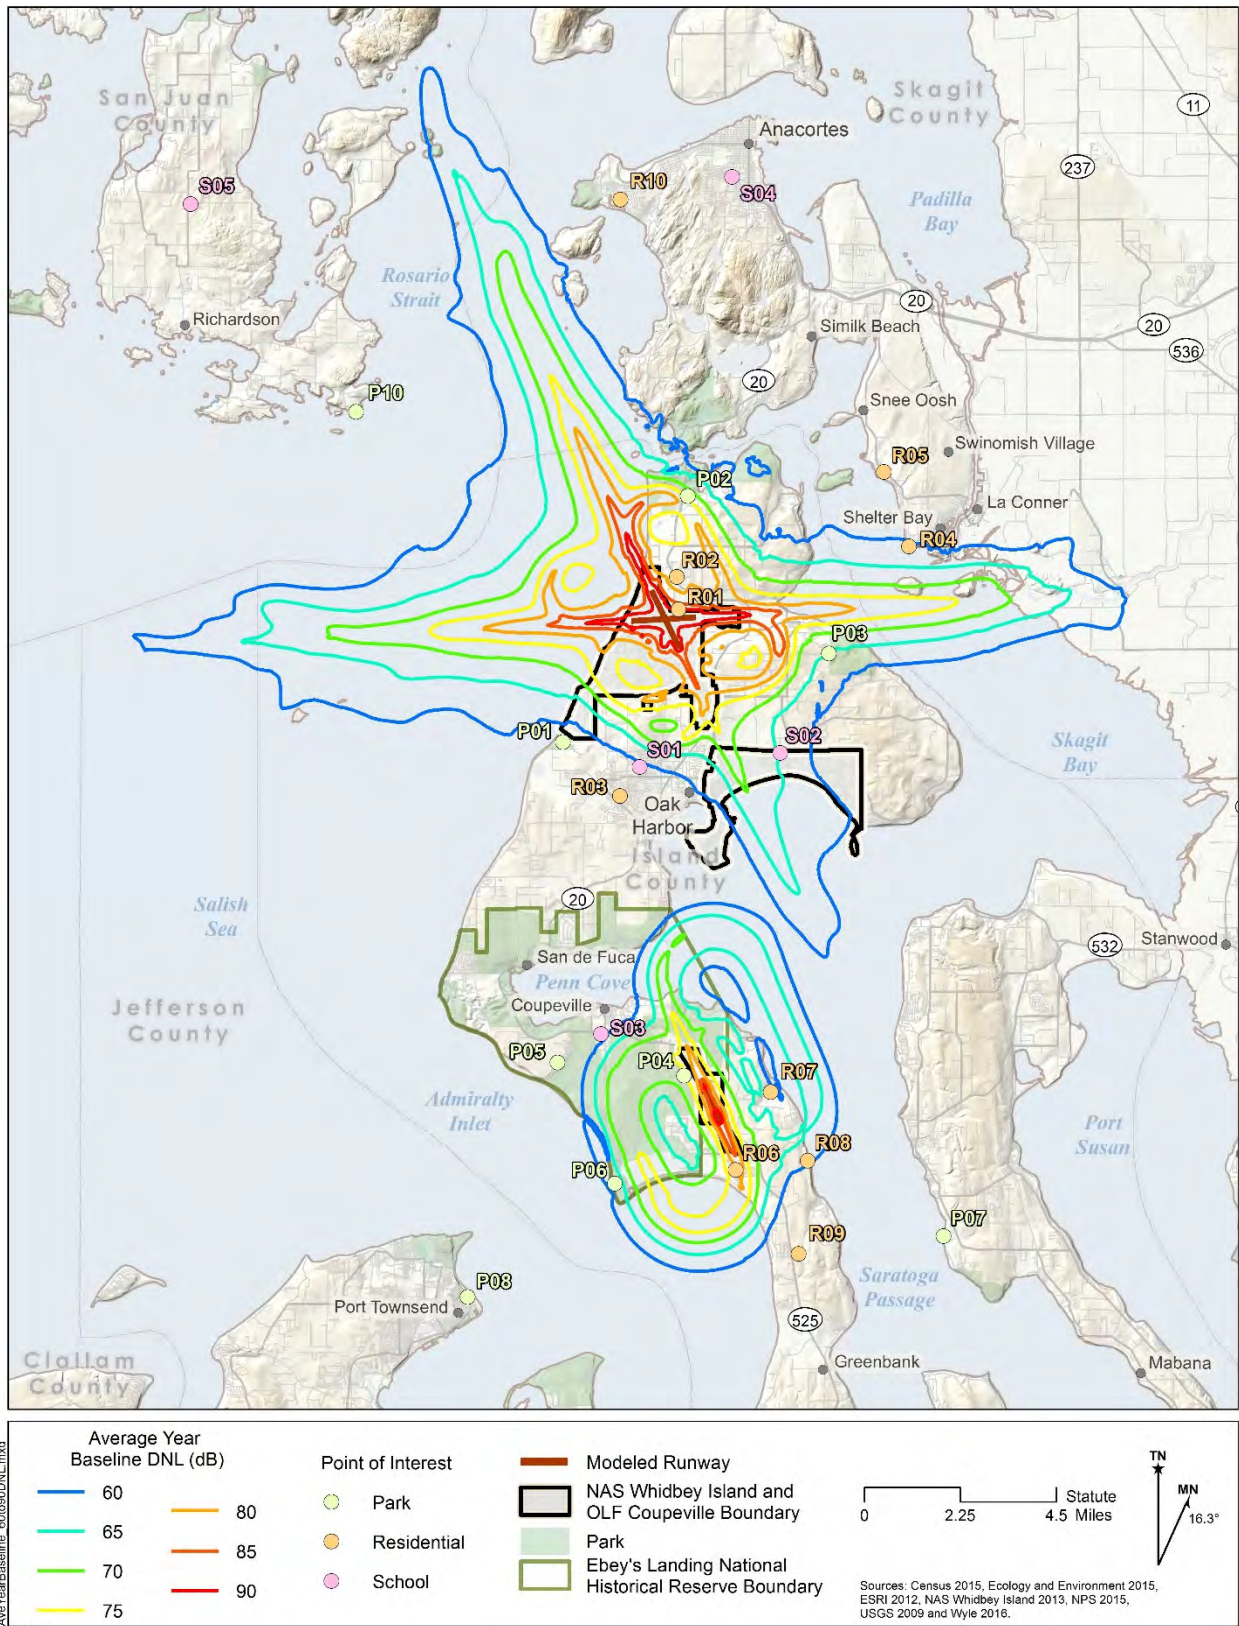 San Juan
County
Skagit
County
11
Anacortes
237
S05
R10
S04
Padilla
Bay
Rosario
Strait
20
Richardson
Similk Beach
20
536
20
P10
Snee Oosh
Swinomish Village
R05
P02
La Conner
Shelter Bay
R04
R02
R01
P03
P01
S01
S02
Skagit
Bay
R03
Oak
Harbor
Island
County
20
Salish
Sea
532
Stanwood
San de Fuca
Penn Cove
Jefferson
County
Coupeville
S03
P05
P04
R07
Admiralty
Inlet
Port
Susan
R06
R08
P06
P07
R09
Saratoga
Passage
P08
Port Townsend
525
Clallam
County
Greenbank
Mabana
Average Year
Baseline DNL (dB)
60
65
70
75
80
85
90
Point of Interest
Park
Residential
School
Modeled Runway
NAS Whidbey Island and
OLF Coupeville Boundary
Park
Ebey's Landing National
Historical Reserve Boundary
Statute
0 2.25 4.5 Miles
TN
MN
16.3°
Sources: Census 2015, Ecology and Environment 2015,
ESRI 2012, NAS Whidbey Island 2013, NPS 2015,
USGS 2009 and Wyle 2016.